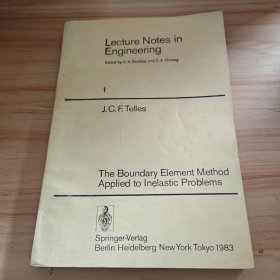 Lecture Notes in
Engineering
Edited by C. A. Brebbia and S. A. Orszag
1
J. C. F. Telles
The Boundary Element Method
Applied to Inelastic Problems
Springer-Verlag
Berlin Heidelberg New York Tokyo 1983